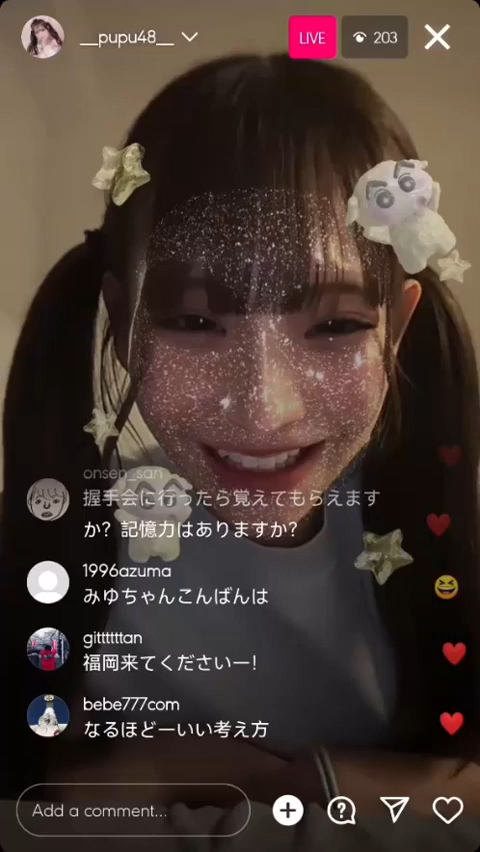 __pupu48__
LIVE
203
onsen_san
握手会に行ったら覚えてもらえます
か? 記憶力はありますか?
1996azuma
みゆちゃんこんばんは
gittttttan
福岡来てくださいー!
bebe777com
なるほどーいい考え方
Add a comment...